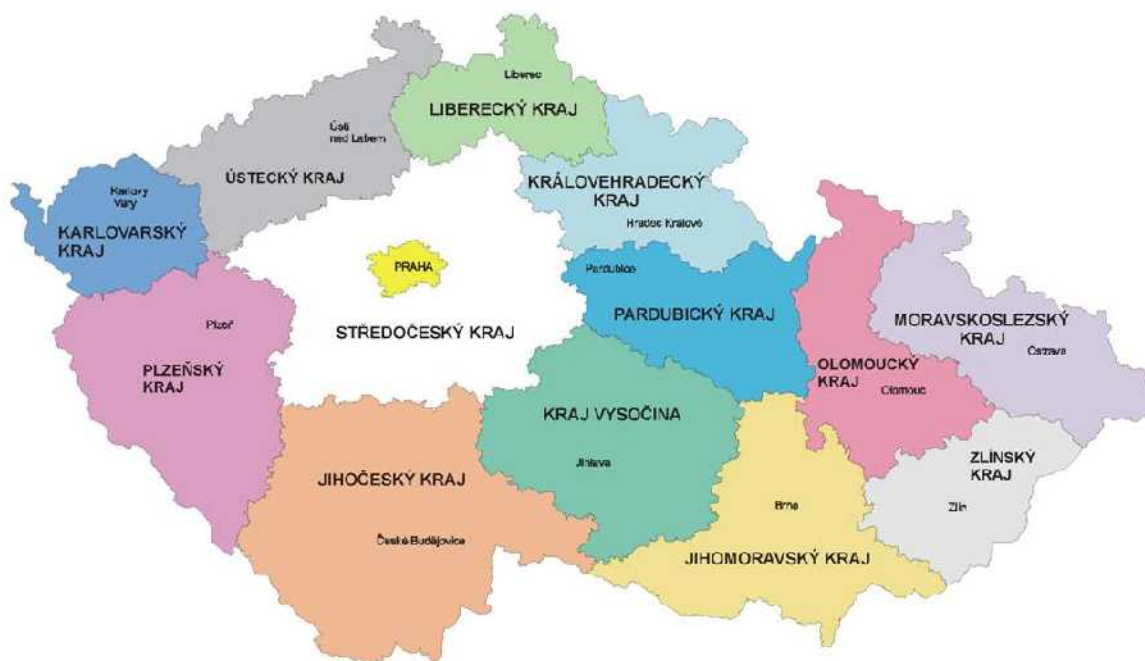 Liberec
LIBERECKÝ KRAJ
Ústí
nad Labem
ÚSTECKÝ KRAJ
KRÁLOVEHRADECKÝ
KRAJ
Hradec Králové
Karlovy
Vary
KARLOVARSKÝ
KRAJ
PRAHA
Pardubice
PARDUBICKÝ KRAJ
STŘEDOČESKÝ KRAJ
Plzeň
PLZEŇSKÝ
KRAJ
MORAVSKOSLEZSKÝ
KRAJ
Ostrava
OLOMOUCKÝ
KRAJ
Olomouc
KRAJ VYSOČINA
Jihlava
ZLÍNSKÝ
KRAJ
Zlín
JIHOČESKÝ KRAJ
České Budějovice
Brno
JIHOMORAVSKÝ KRAJ